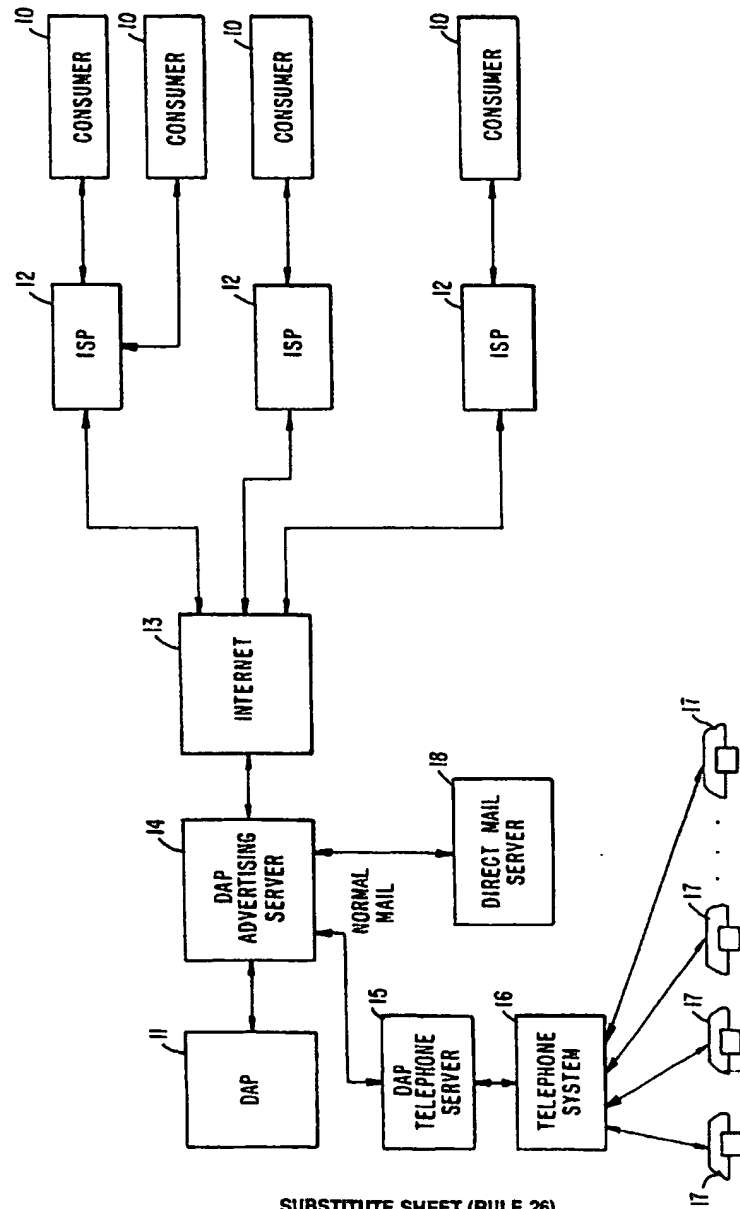 10
CONSUMER
10
CONSUMER
10
CONSUMER
10
CONSUMER
12
ISP
12
ISP
12
ISP
13
INTERNET
14
DAP
ADVERTISING
SERVER
NORMAL
MAIL
18
DIRECT MAIL
SERVER
11
DAP
15
DAP
TELEPHONE
SERVER
16
TELEPHONE
SYSTEM
17
17
17
17
SUBSTITUTE SHEET (RULE 26)